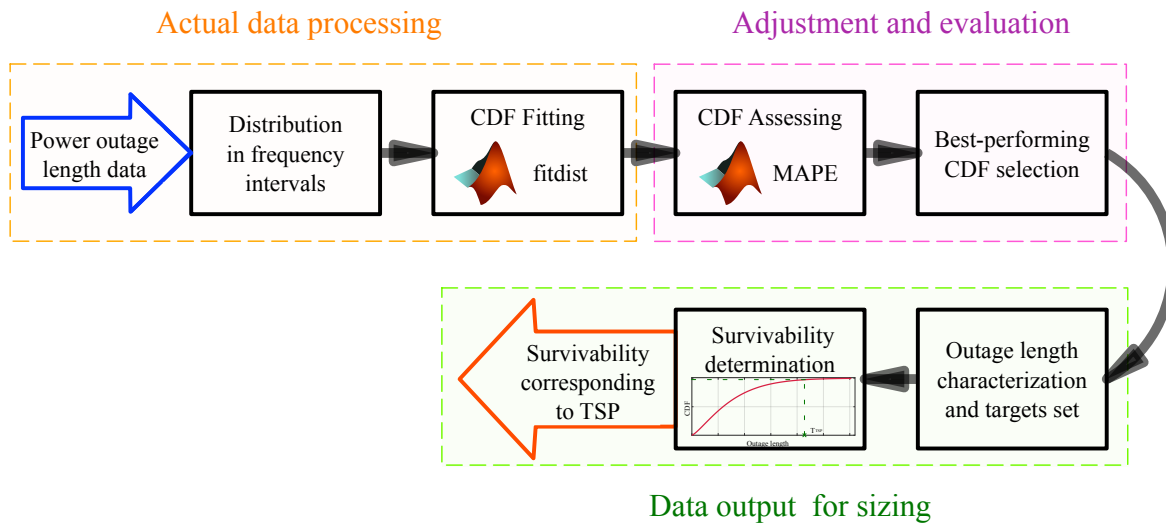 Actual data processing
Adjustment and evaluation
Power outage
length data
Distribution
in frequency
intervals
CDF Fitting
fitdist
CDF Assessing
MAPE
Best-performing
CDF selection
Survivability
corresponding
to TSP
Survivability
determination
CDF
T TSP
Outage length
Outage length
characterization
and targets set
Data output for sizing